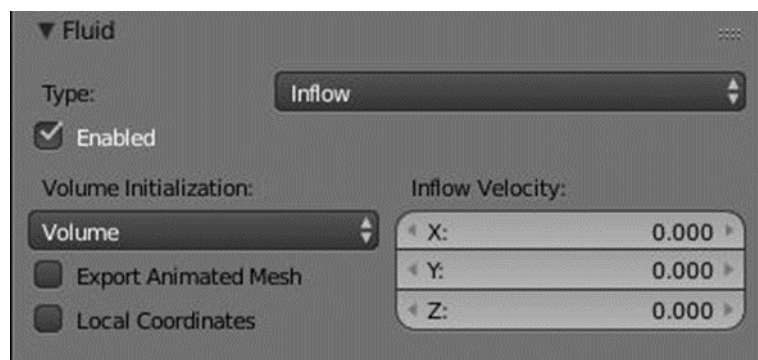 Fluid
Type: Inflow
Enabled
Volume Initialization: Inflow Velocity:
Volume X: 0.000
Y: 0.000
Export Animated Mesh
Z: 0.000
Local Coordinates